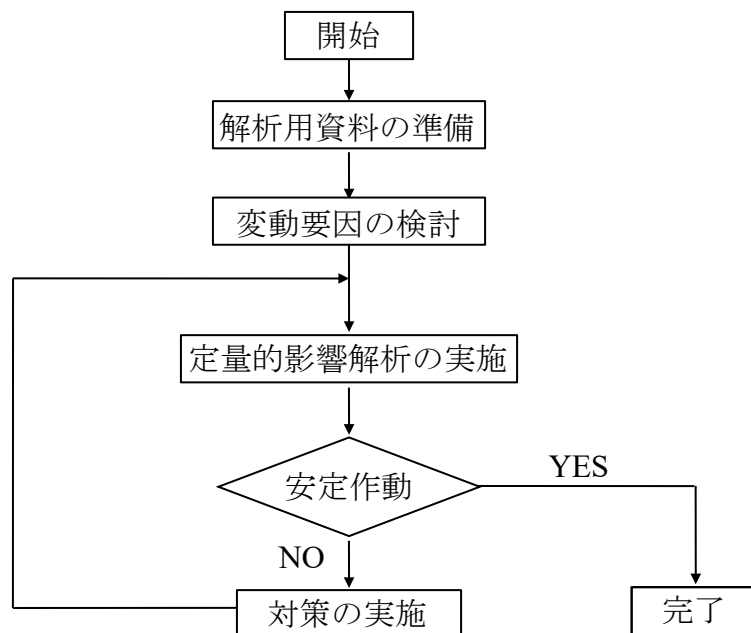 開始
解析用資料の準備
変動要因の検討
定量的影響解析の実施
安定作動
YES
NO
対策の実施
完了